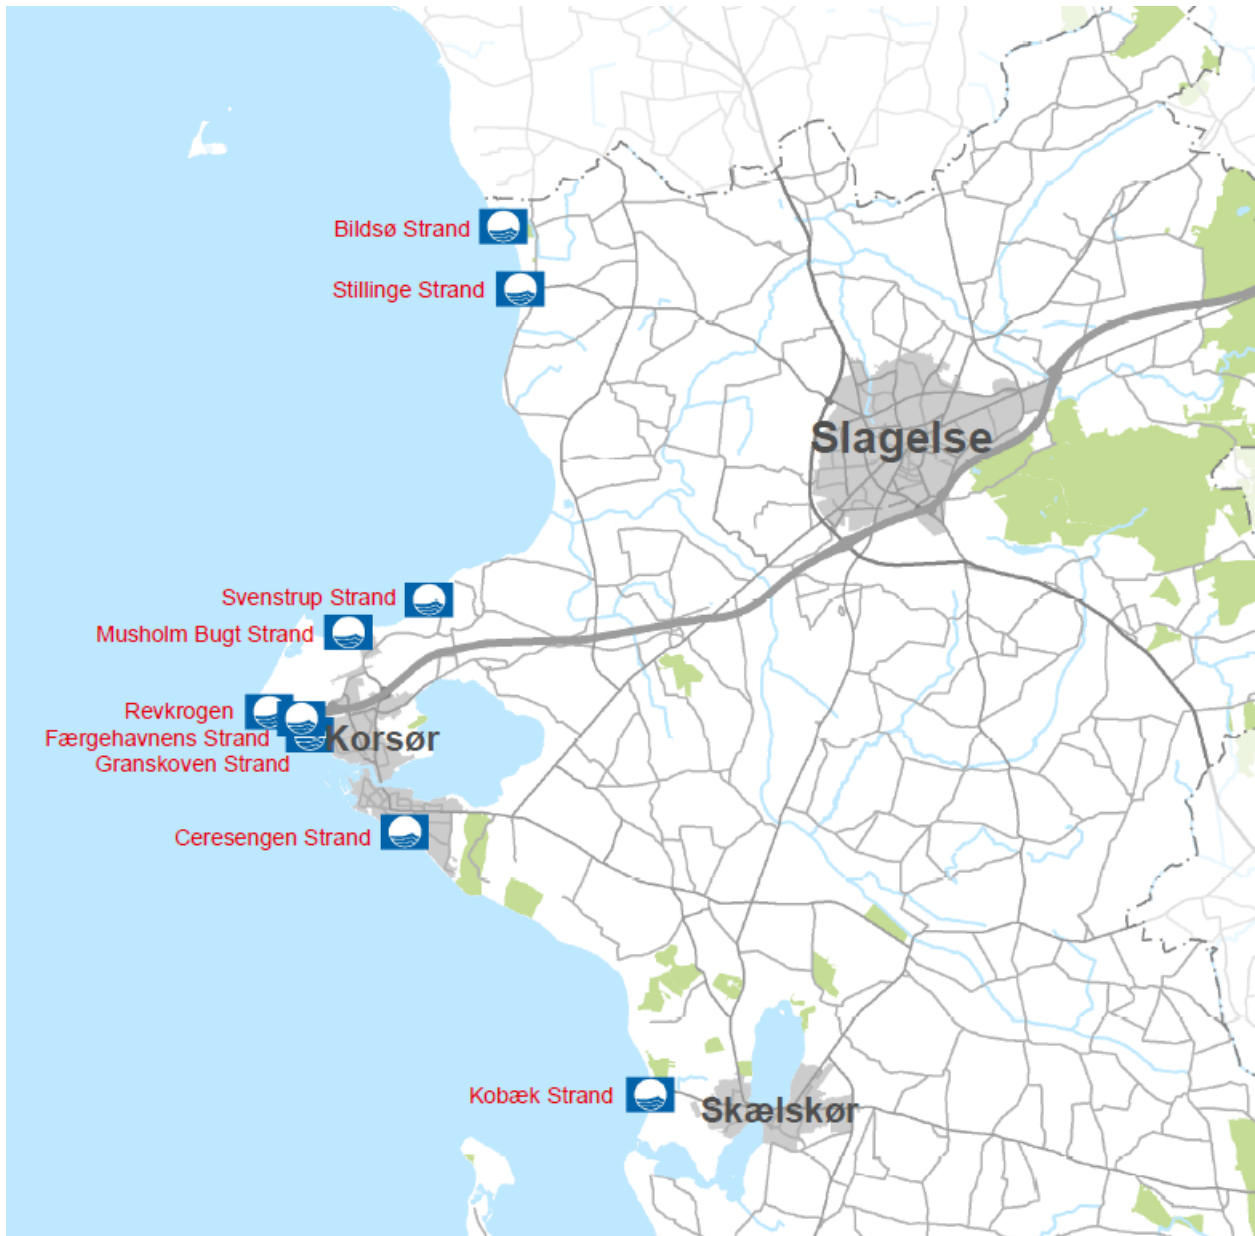 Bildsø Strand
Stillinge Strand
Slagelse
Svenstrup Strand
Musholm Bugt Strand
Revkrogen
Færgehavnens Strand
Korsør
Granskoven Strand
Ceresengen Strand
Kobæk Strand
Skælskør